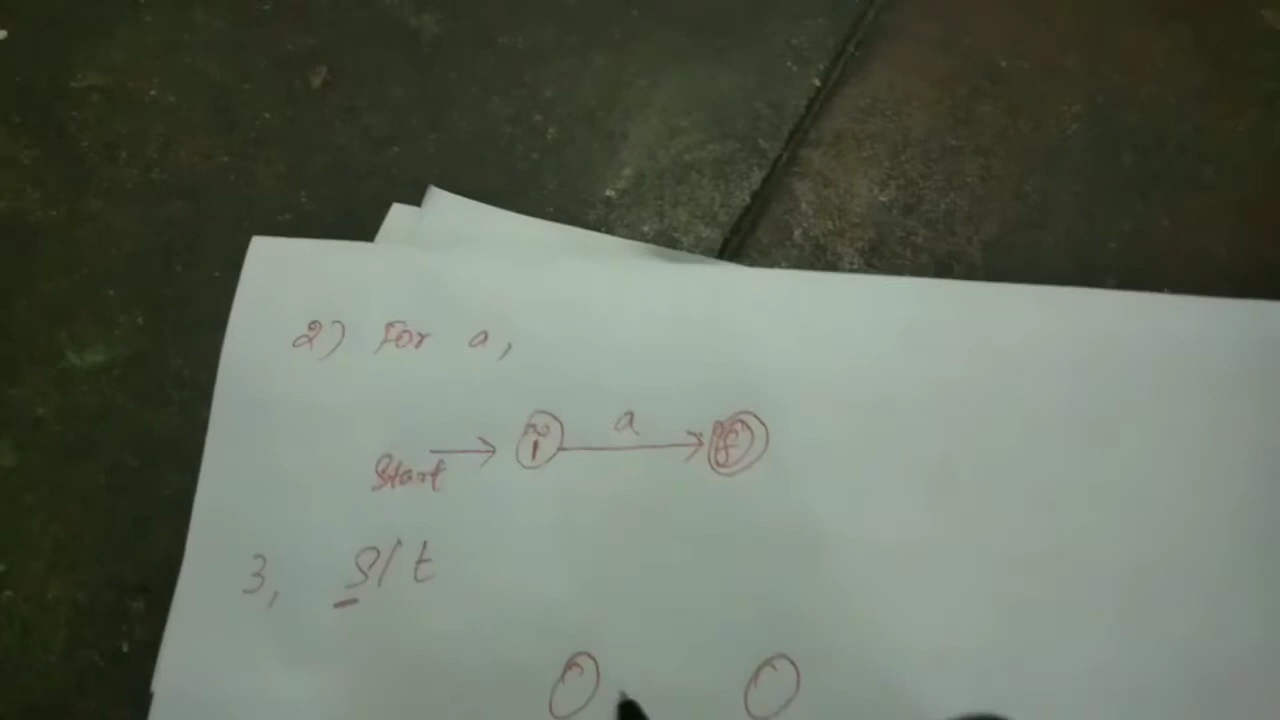 2) For a,
a
Start → i → f
3, S/t